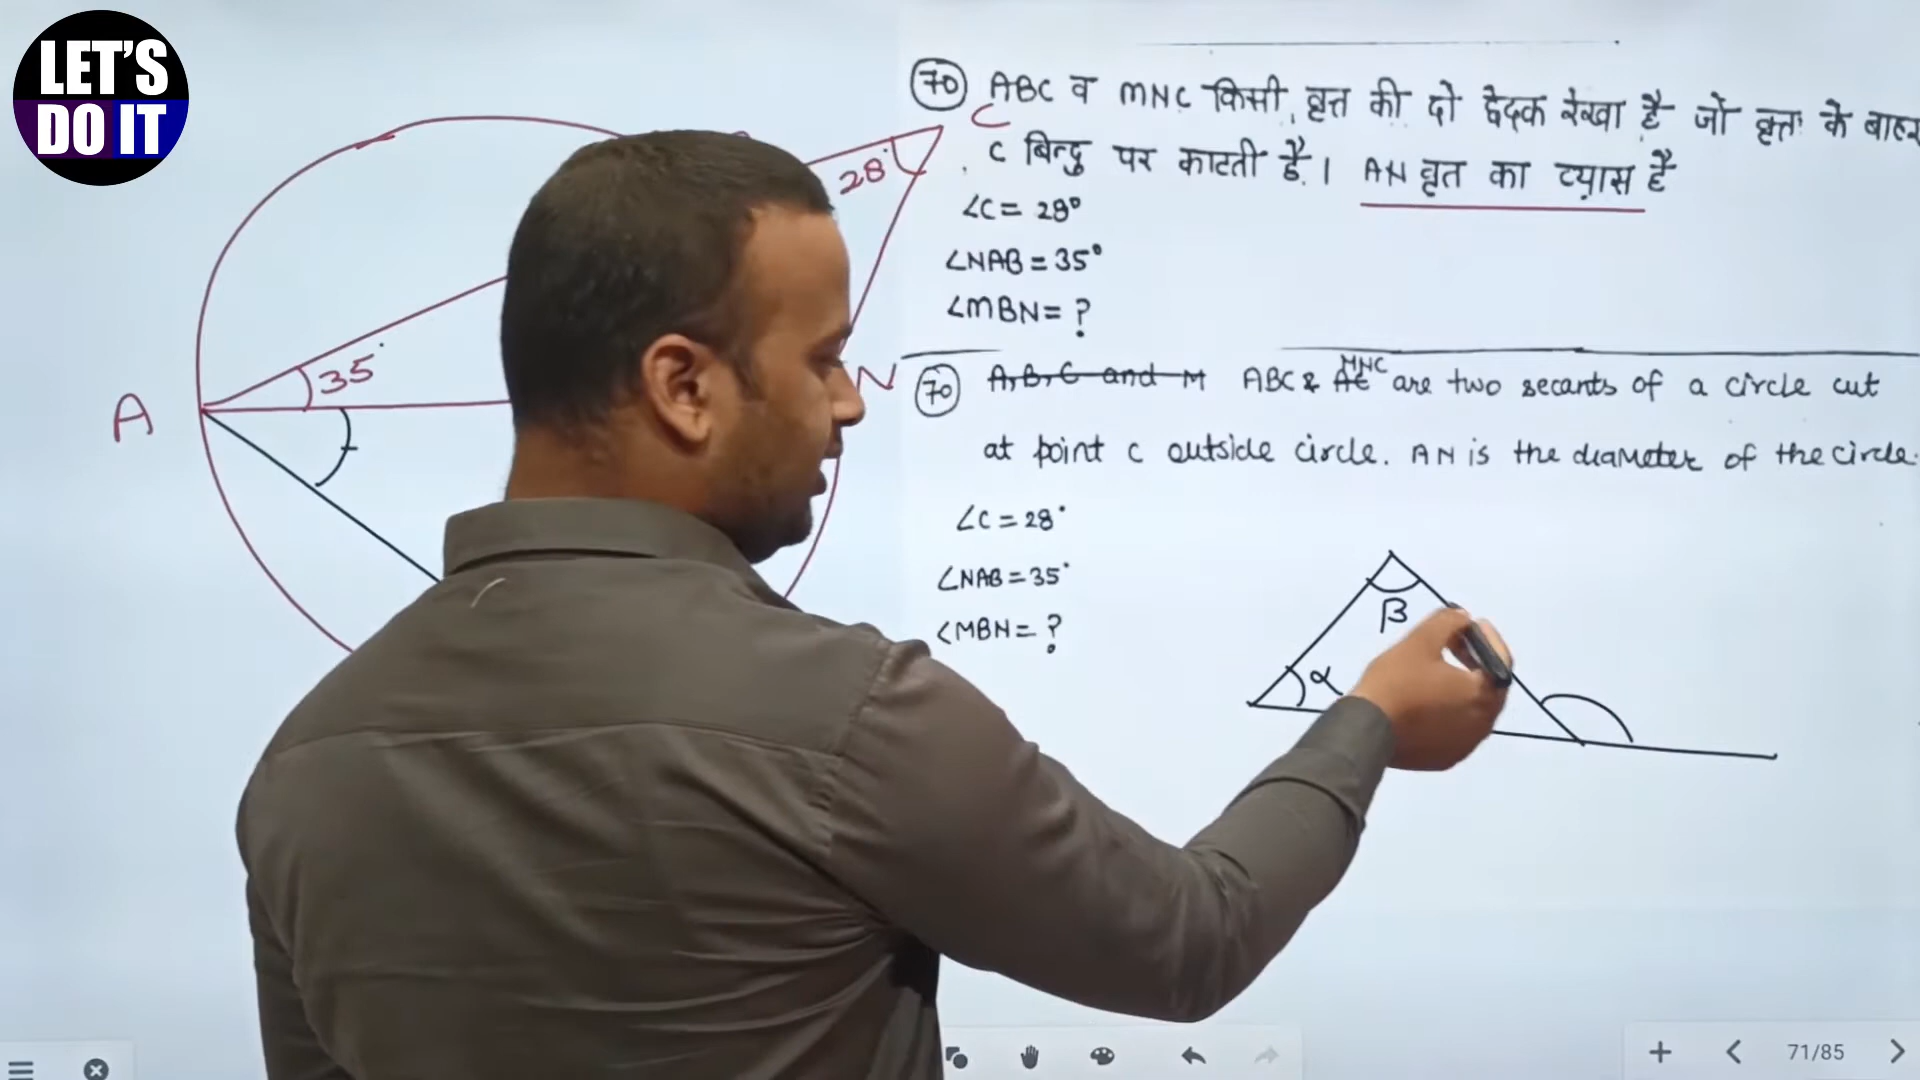 LET'S
DO IT
C
28°
35°
A
N
70 ABC व MNC किसी वृत्त की दो छेदक रेखा है जो वृत्त के बाहर
C बिन्दु पर काटती है। AN वृत का व्यास है
∠C = 28°
∠NAB = 35°
∠MBN = ?
70 A,B,C and M ABC & AE MNC are two secants of a circle cut
at point C outside circle. AN is the diameter of the circle.
∠C = 28°
∠NAB = 35°
∠MBN = ?
β
α
71/85